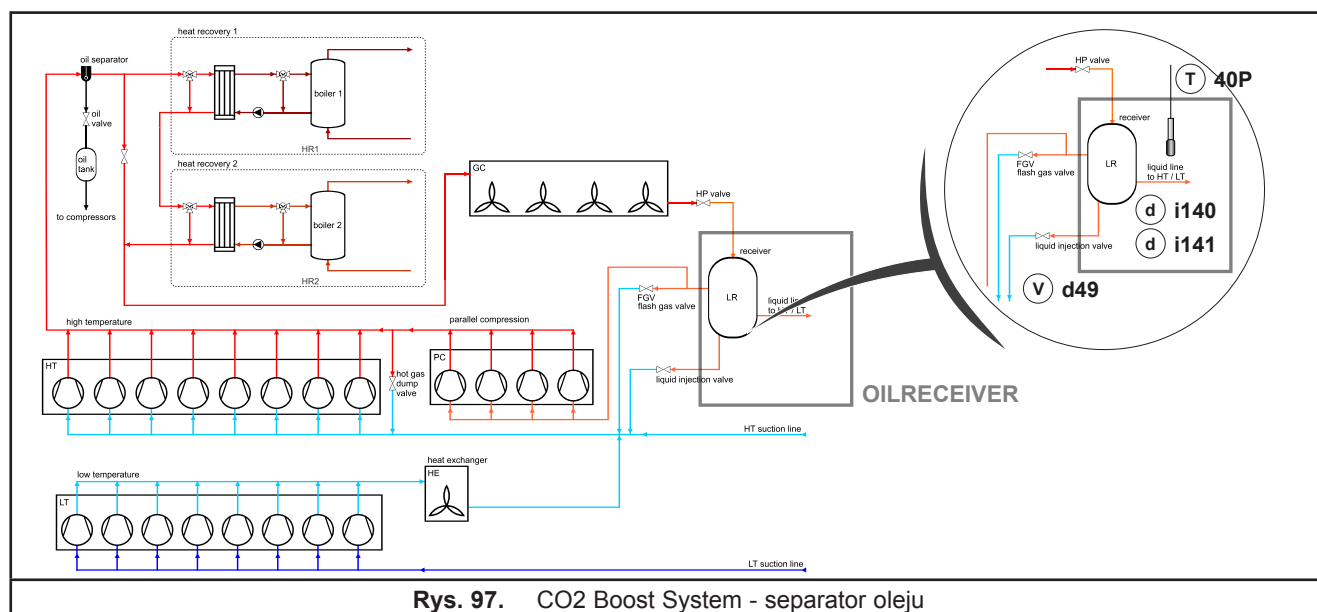 heat recovery 1
oil separator
boiler 1
oil
valve
HR1
oil
tank
heat recovery 2
to compressors
boiler 2
HR2
GC
HP valve
receiver
LR
FGV
flash gas valve
liquid line
to HT / LT
liquid injection valve
OILRECEIVER
high temperature
parallel compression
HT
hot gas
dump
valve
PC
HT suction line
low temperature
heat exchanger
HE
LT
LT suction line
HP valve
T 40P
receiver
LR
FGV
flash gas valve
liquid line
to HT / LT
d i140
d i141
liquid injection valve
V d49
Rys. 97. CO2 Boost System - separator oleju